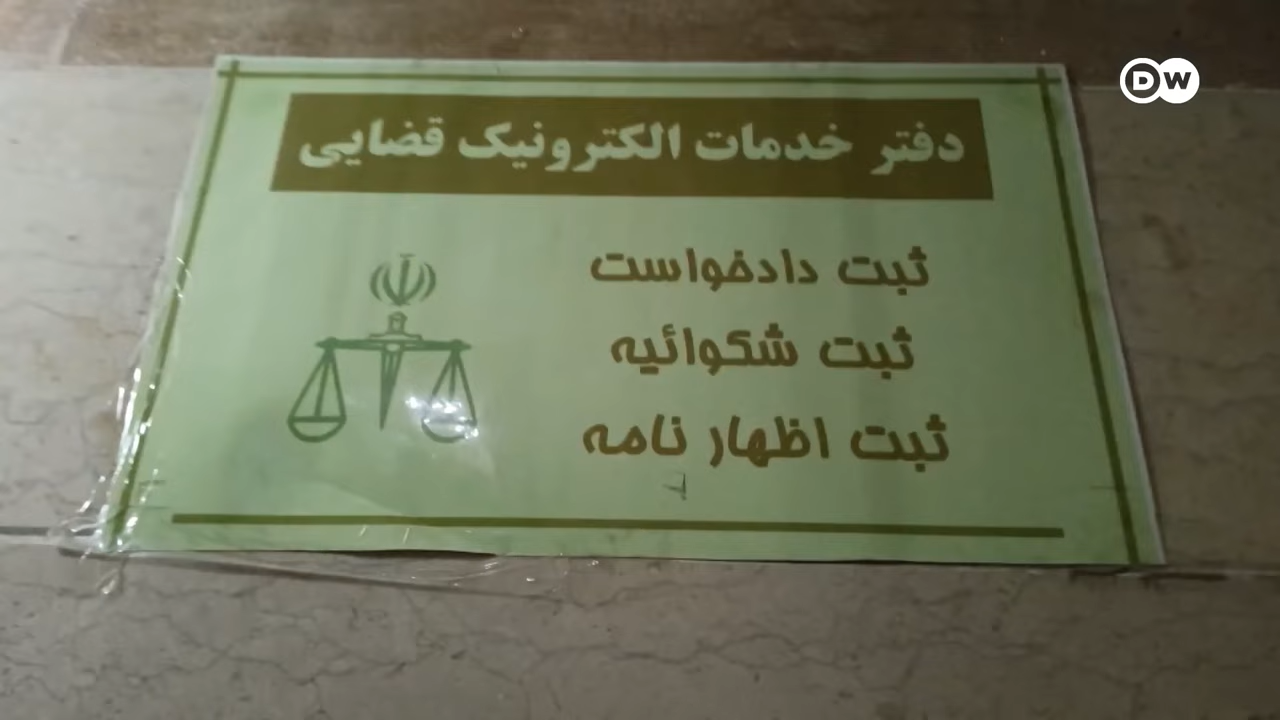 DW
دفتر خدمات الکترونیک قضایی
ثبت دادخواست
ثبت شکوائیه
ثبت اظهار نامه